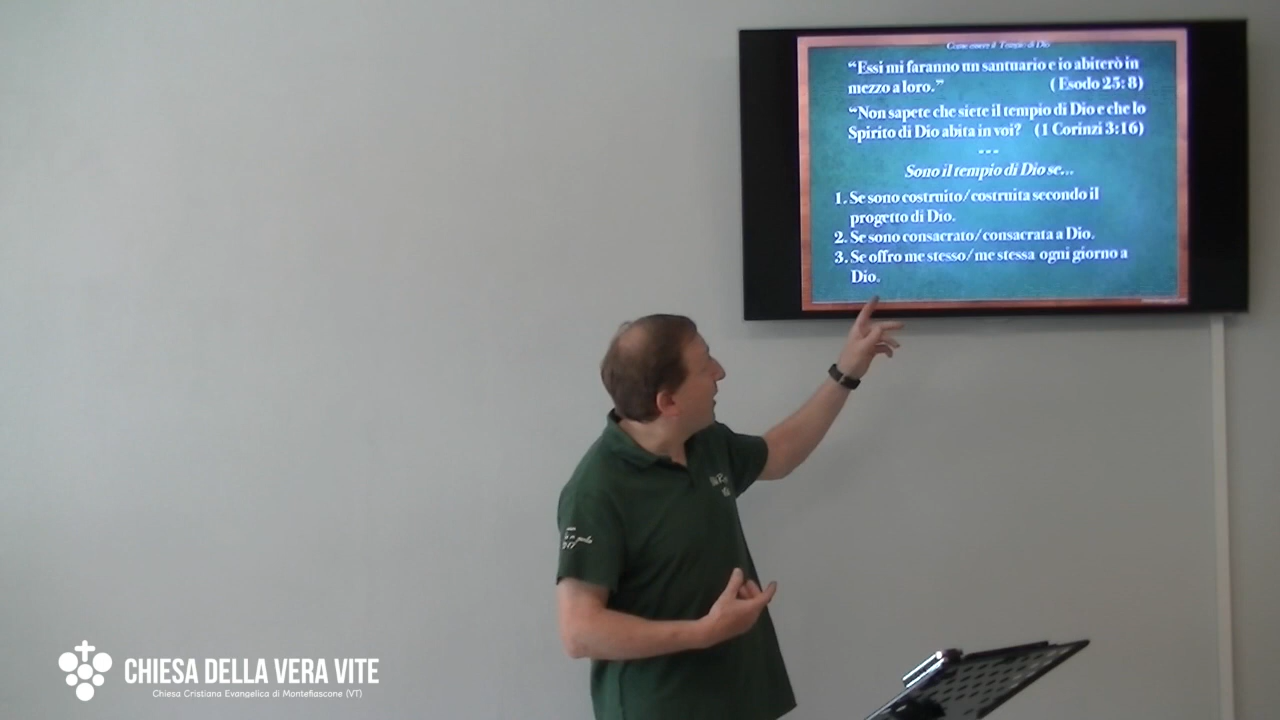 Come essere il Tempio di Dio
“Essi mi faranno un santuario e io abiterò in
mezzo a loro.” ( Esodo 25: 8)
“Non sapete che siete il tempio di Dio e che lo
Spirito di Dio abita in voi? (1 Corinzi 3:16)
---
Sono il tempio di Dio se...
1. Se sono costruito/costruita secondo il
progetto di Dio.
2. Se sono consacrato/consacrata a Dio.
3. Se offro me stesso/me stessa ogni giorno a
Dio.
CHIESA DELLA VERA VITE
Chiesa Cristiana Evangelica di Montefiascone (VT)